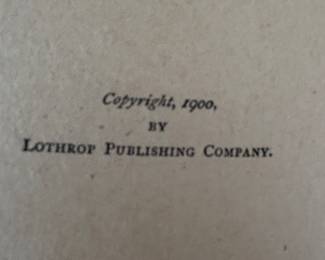 Copyright, 1900,
BY
LOTHROP PUBLISHING COMPANY.